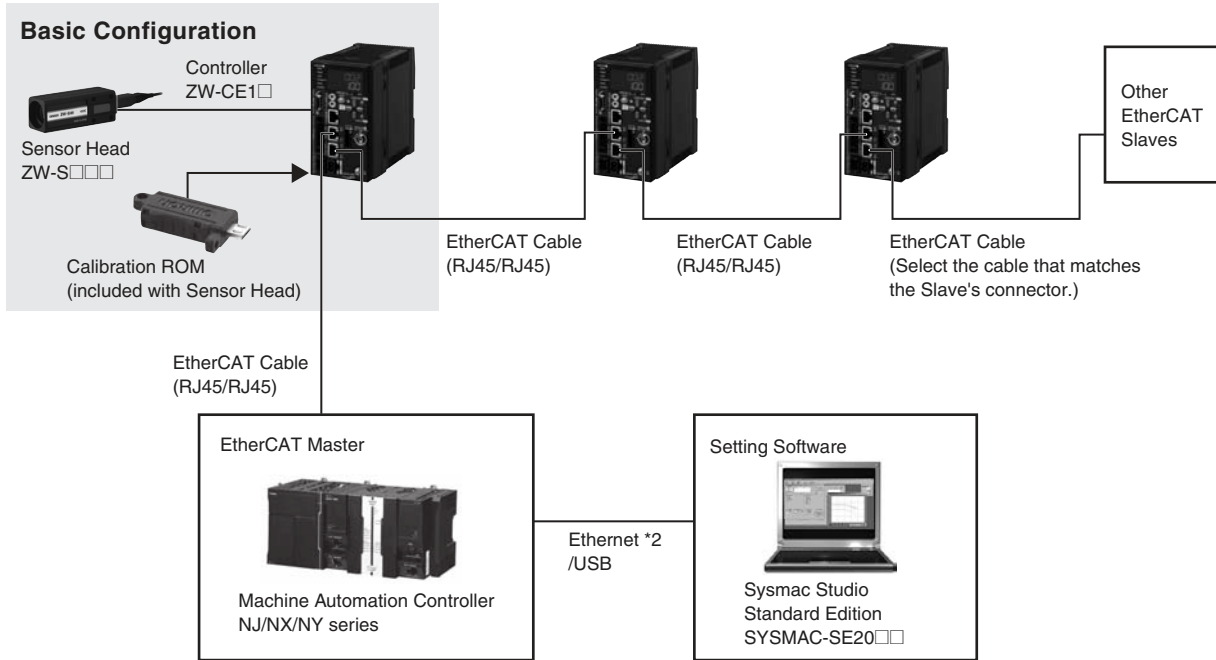 Basic Configuration
Controller
ZW-CE1□
Sensor Head
ZW-S□□□
Calibration ROM
(included with Sensor Head)
EtherCAT Cable
(RJ45/RJ45)
EtherCAT Cable
(RJ45/RJ45)
EtherCAT Cable
(Select the cable that matches
the Slave's connector.)
Other
EtherCAT
Slaves
EtherCAT Cable
(RJ45/RJ45)
EtherCAT Master
Machine Automation Controller
NJ/NX/NY series
Ethernet *2
/USB
Setting Software
Sysmac Studio
Standard Edition
SYSMAC-SE20□□